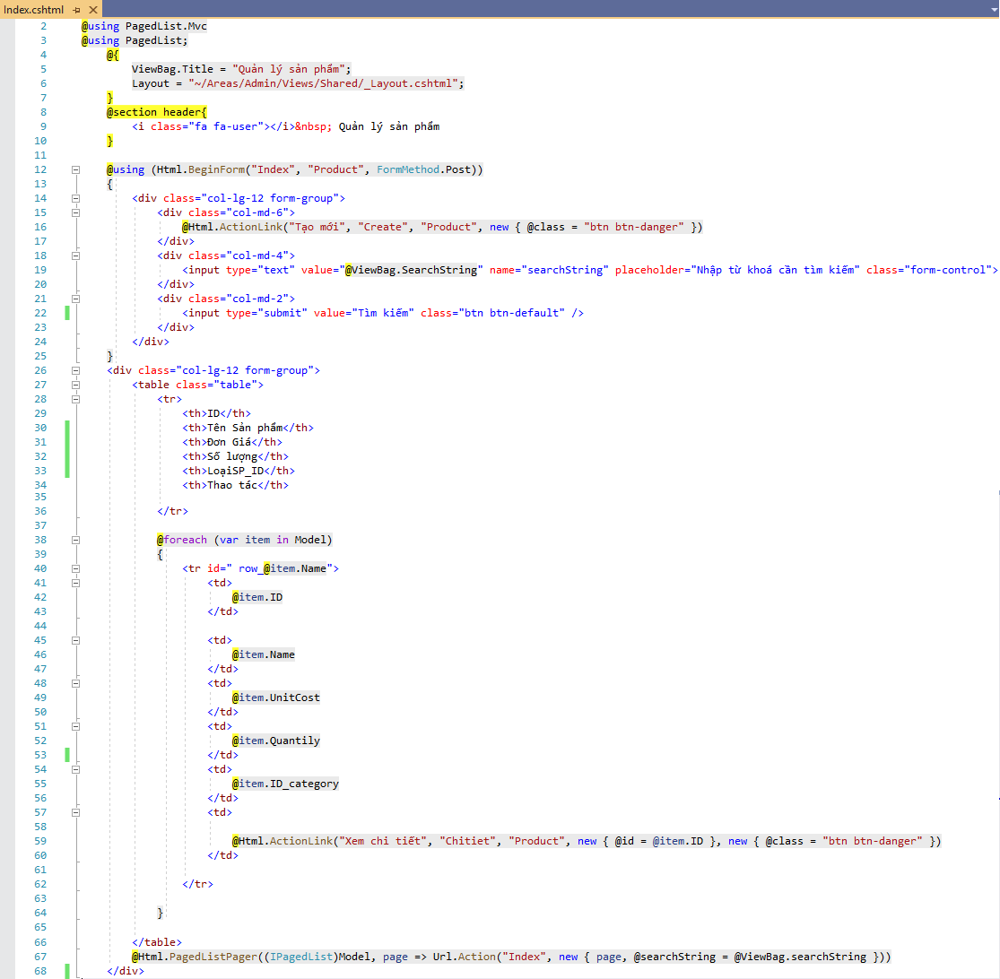 Index.cshtml
2 @using PagedList.Mvc
3 @using PagedList;
4 @{
5 ViewBag.Title = "Quản lý sản phẩm";
6 Layout = "~/Areas/Admin/Views/Shared/_Layout.cshtml";
7 }
8 @section header{
9 <i class="fa fa-user"></i>&nbsp; Quản lý sản phẩm
10 }
11
12 @using (Html.BeginForm("Index", "Product", FormMethod.Post))
13 {
14 <div class="col-lg-12 form-group">
15 <div class="col-md-6">
16 @Html.ActionLink("Tạo mới", "Create", "Product", new { @class = "btn btn-danger" })
17 </div>
18 <div class="col-md-4">
19 <input type="text" value="@ViewBag.SearchString" name="searchString" placeholder="Nhập từ khoá cần tìm kiếm" class="form-control">
20 </div>
21 <div class="col-md-2">
22 <input type="submit" value="Tìm kiếm" class="btn btn-default" />
23 </div>
24 </div>
25 }
26 <div class="col-lg-12 form-group">
27 <table class="table">
28 <tr>
29 <th>ID</th>
30 <th>Tên Sản phẩm</th>
31 <th>Đơn Giá</th>
32 <th>Số lượng</th>
33 <th>LoạiSP_ID</th>
34 <th>Thao tác</th>
35
36 </tr>
37
38 @foreach (var item in Model)
39 {
40 <tr id=" row_@item.Name">
41 <td>
42 @item.ID
43 </td>
44
45 <td>
46 @item.Name
47 </td>
48 <td>
49 @item.UnitCost
50 </td>
51 <td>
52 @item.Quantily
53 </td>
54 <td>
55 @item.ID_category
56 </td>
57 <td>
58
59 @Html.ActionLink("Xem chi tiết", "Chitiet", "Product", new { @id = @item.ID }, new { @class = "btn btn-danger" })
60 </td>
61
62 </tr>
63
64 }
65
66 </table>
67 @Html.PagedListPager((IPagedList)Model, page => Url.Action("Index", new { page, @searchString = @ViewBag.searchString }))
68 </div>